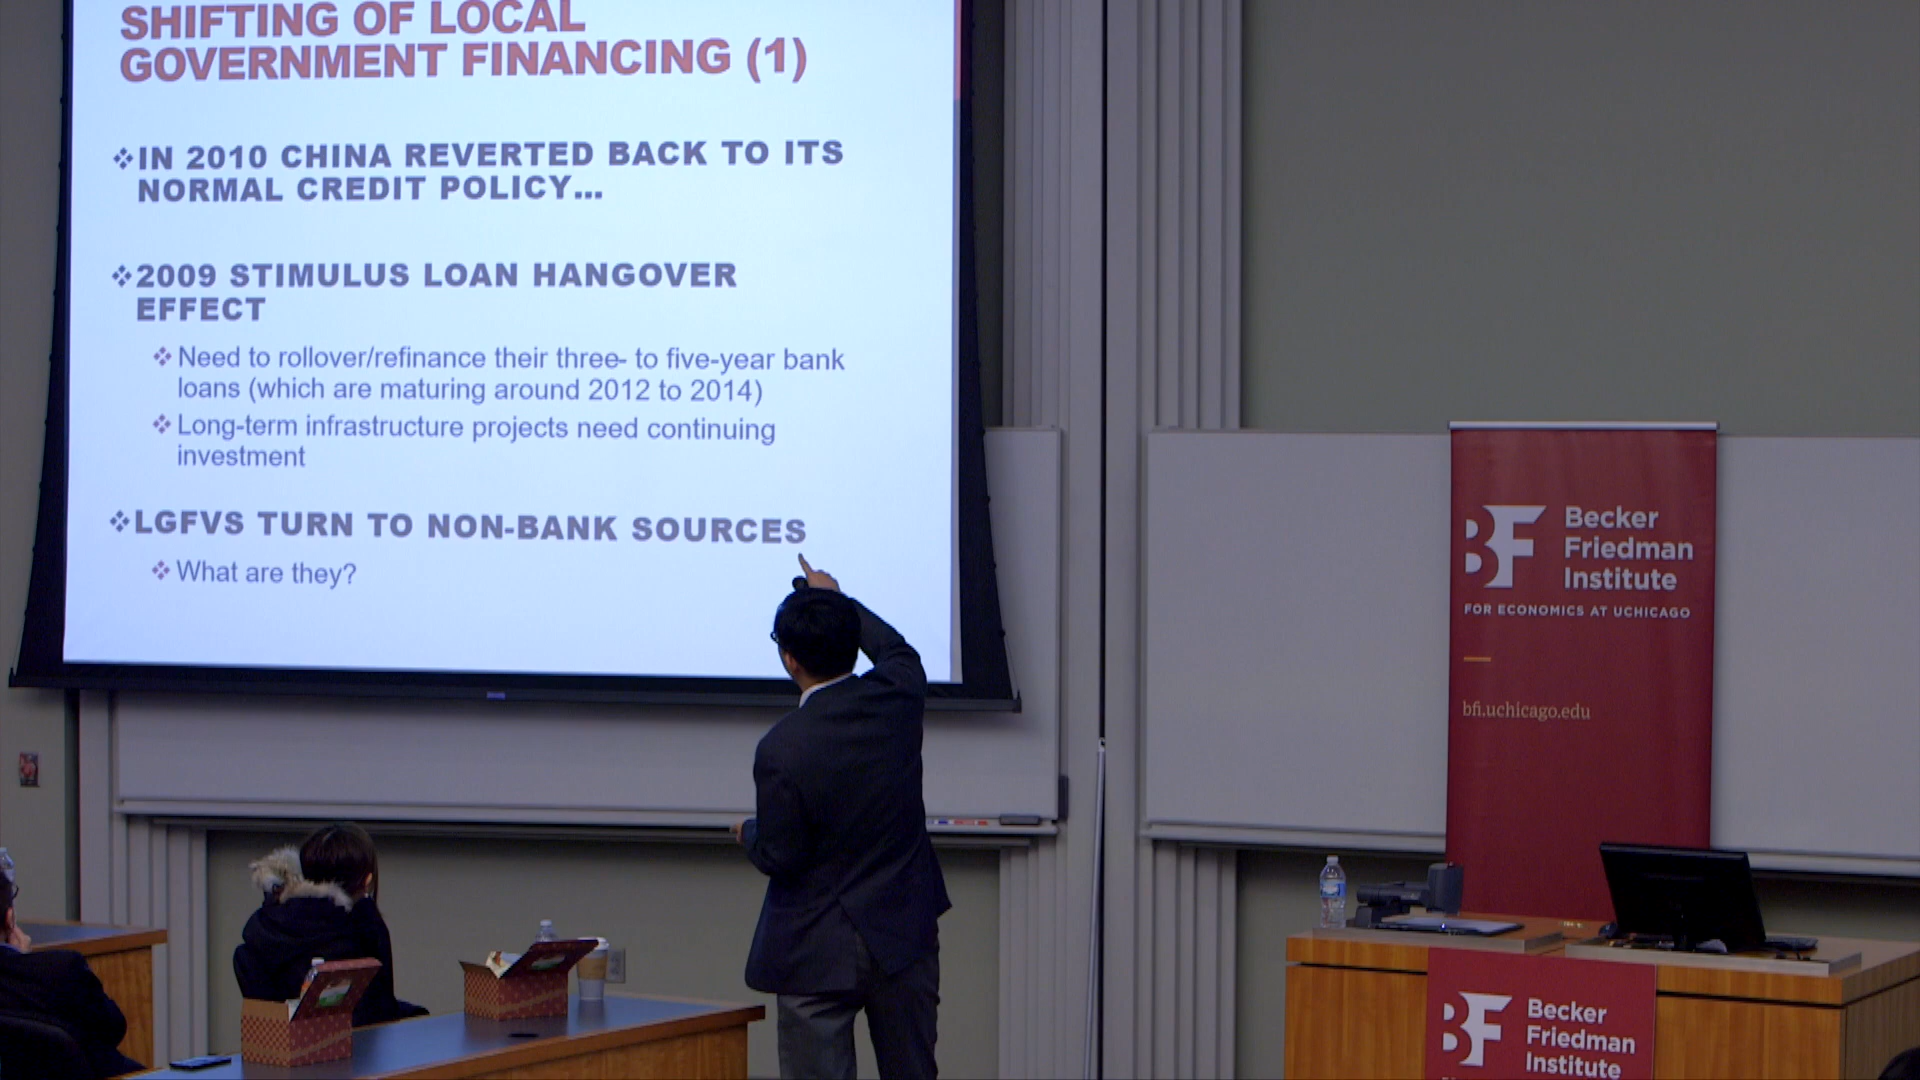 SHIFTING OF LOCAL
GOVERNMENT FINANCING (1)
❖IN 2010 CHINA REVERTED BACK TO ITS
NORMAL CREDIT POLICY...
❖2009 STIMULUS LOAN HANGOVER
EFFECT
❖Need to rollover/refinance their three- to five-year bank
loans (which are maturing around 2012 to 2014)
❖Long-term infrastructure projects need continuing
investment
❖LGFVS TURN TO NON-BANK SOURCES
❖What are they?
BF
Becker
Friedman
Institute
FOR ECONOMICS AT UCHICAGO
bfi.uchicago.edu
BF
Becker
Friedman
Institute